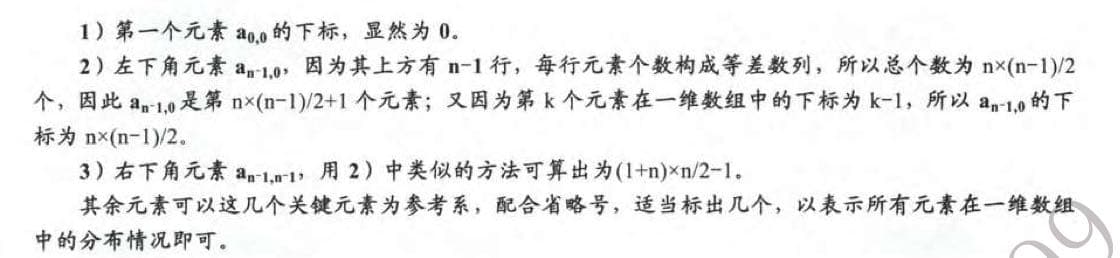 1）第一个元素 a0,0的下标，显然为 0。
2）左下角元素 an-1,0，因为其上方有 n-1 行，每行元素个数构成等差数列，所以总个数为 n×(n-1)/2
个，因此 an-1,0是第 n×(n-1)/2+1 个元素；又因为第 k 个元素在一维数组中的下标为 k-1，所以 an-1,0的下
标为 n×(n-1)/2。
3）右下角元素 an-1,n-1，用 2）中类似的方法可算出为(1+n)×n/2-1。
其余元素可以这几个关键元素为参考系，配合省略号，适当标出几个，以表示所有元素在一维数组
中的分布情况即可。